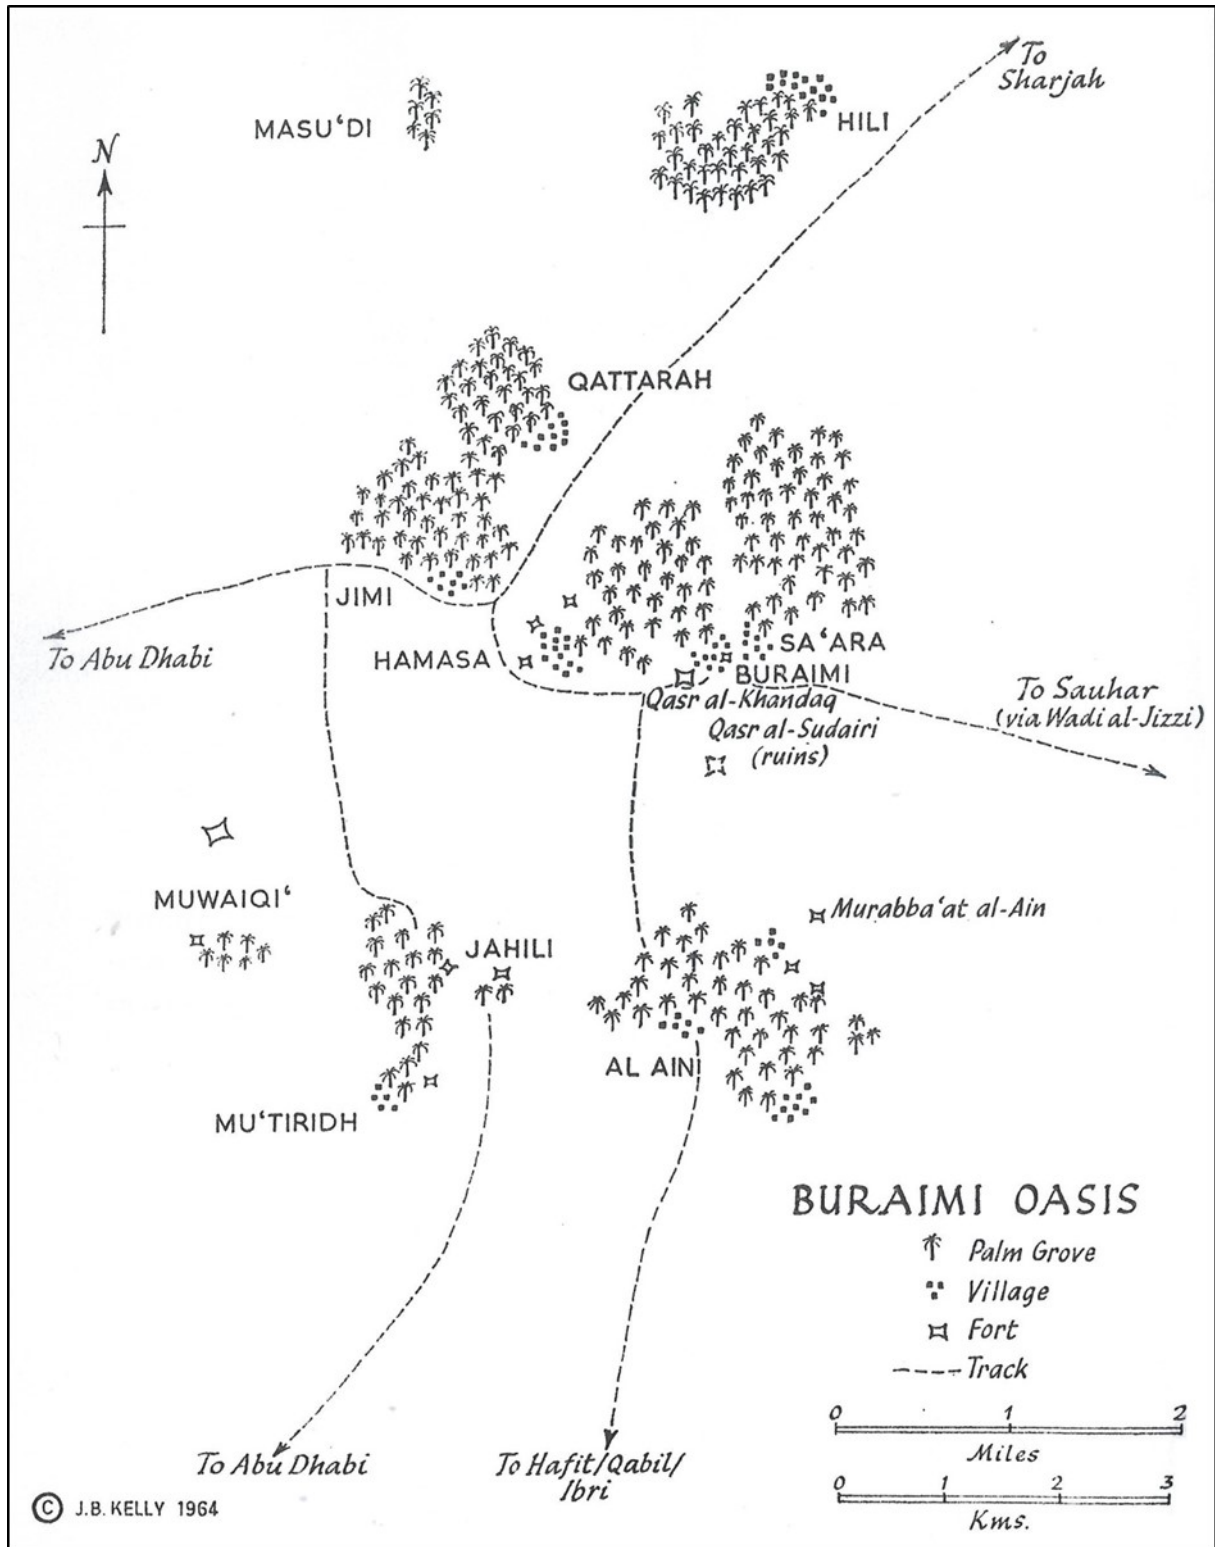 To
Sharjah
MASU‘DI
HILI
N
QATTARAH
JIMI
To Abu Dhabi
HAMASA
SA‘ARA
BURAIMI
Qasr al-Khandaq
To Sauhar
(via Wadi al-Jizzi)
Qasr al-Sudairi
(ruins)
MUWAIQI‘
Murabba‘at al-Ain
JAHILI
AL AIN
MU‘TIRIDH
BURAIMI OASIS
Palm Grove
Village
Fort
Track
0 1 2
Miles
0 1 2 3
Kms.
To Abu Dhabi
To Hafit/Qabil/
Ibri
© J.B. KELLY 1964